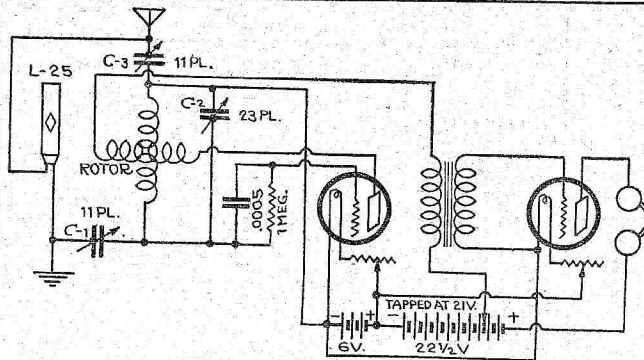 C-3
11 PL.
L-25
C-2
23 PL.
ROTOR
11 PL.
C-1
.0005
1 MEG.
TAPPED AT 21V.
- + - +
6V.
22½V